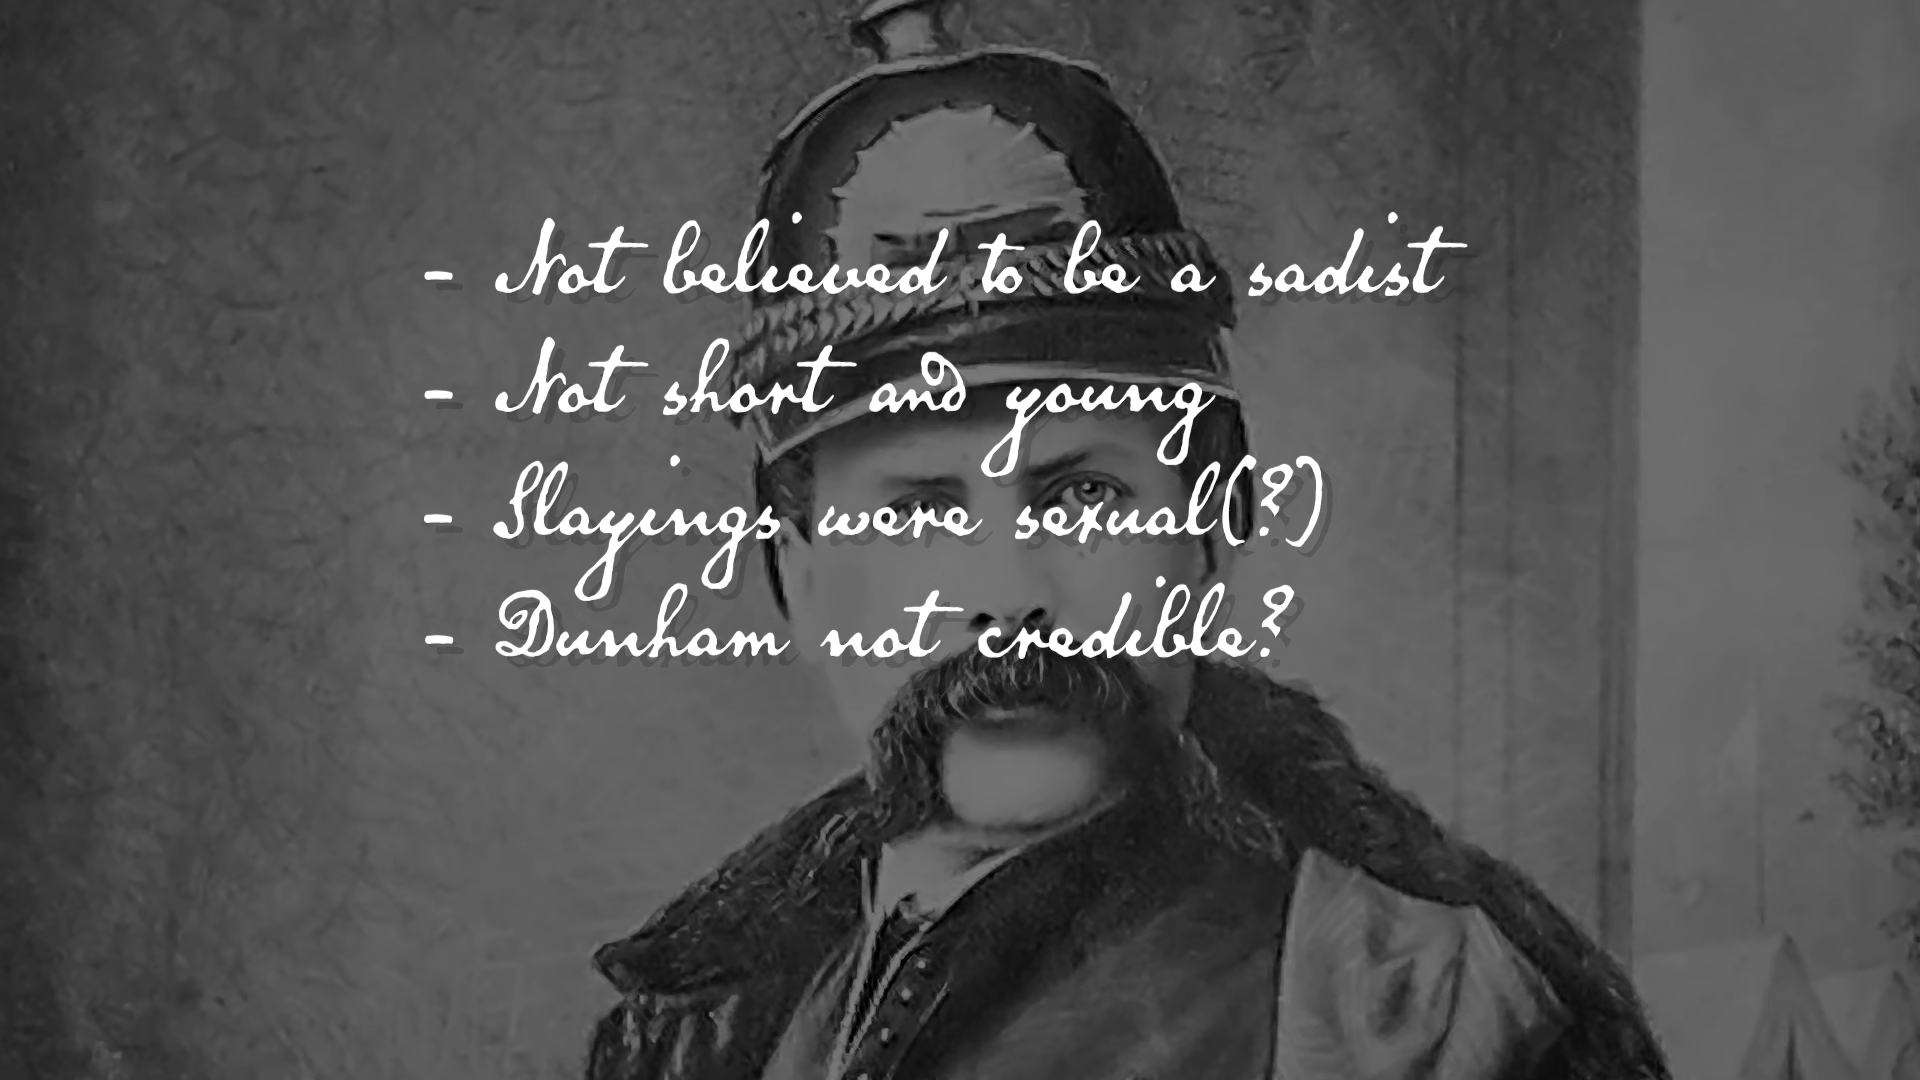 - Not believed to be a sadist
- Not short and young
- Slayings were sexual(?)
- Dunham not credible?